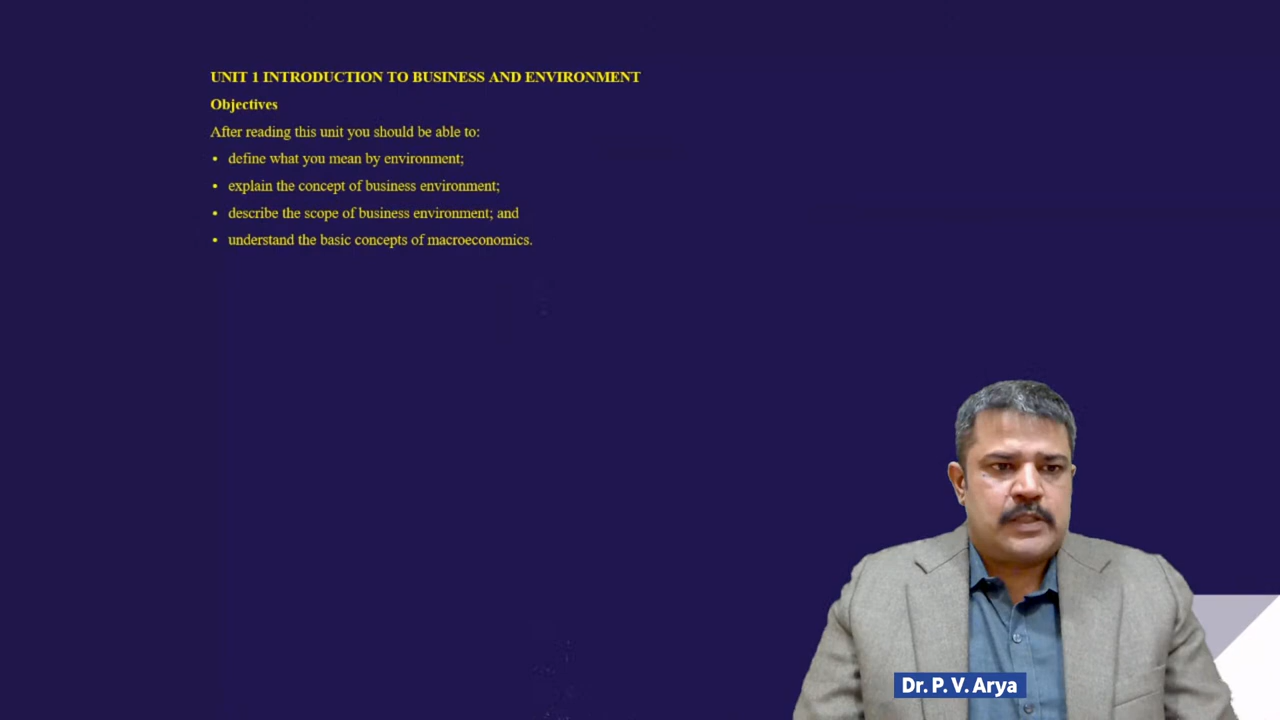 UNIT 1 INTRODUCTION TO BUSINESS AND ENVIRONMENT
Objectives
After reading this unit you should be able to:
• define what you mean by environment;
• explain the concept of business environment;
• describe the scope of business environment; and
• understand the basic concepts of macroeconomics.
Dr. P. V. Arya